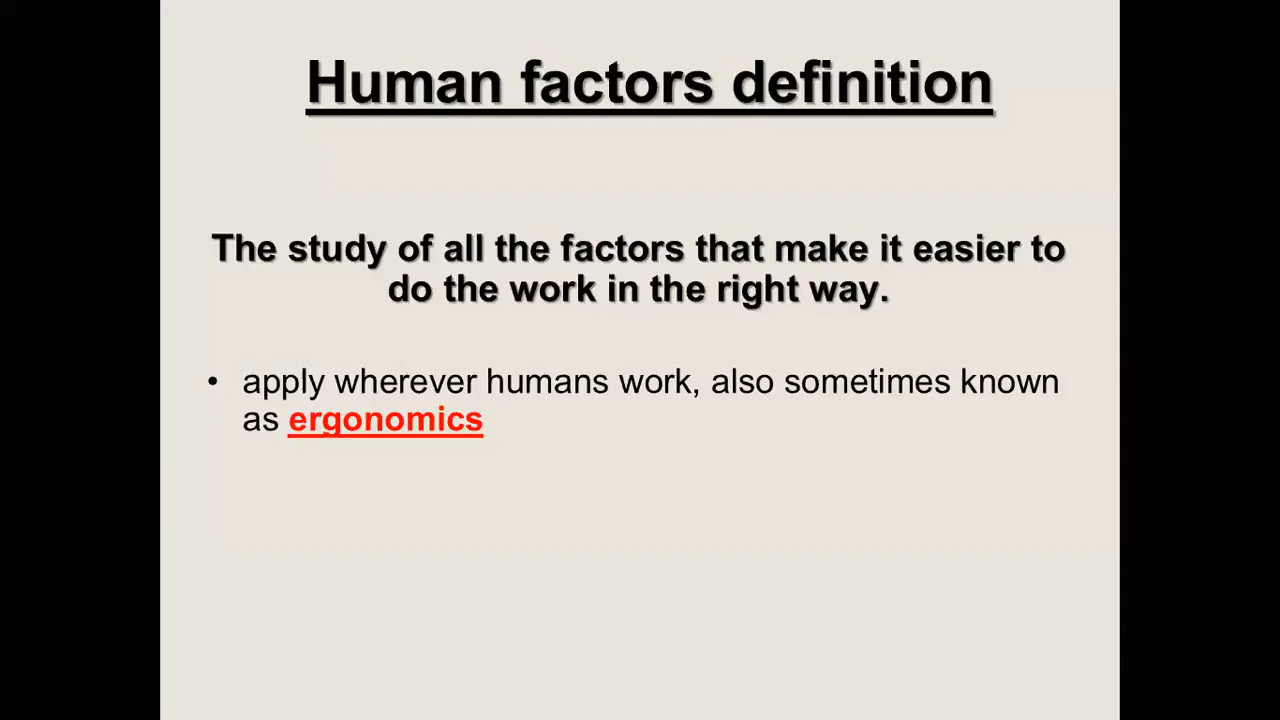 Human factors definition
The study of all the factors that make it easier to
do the work in the right way.
• apply wherever humans work, also sometimes known
as ergonomics